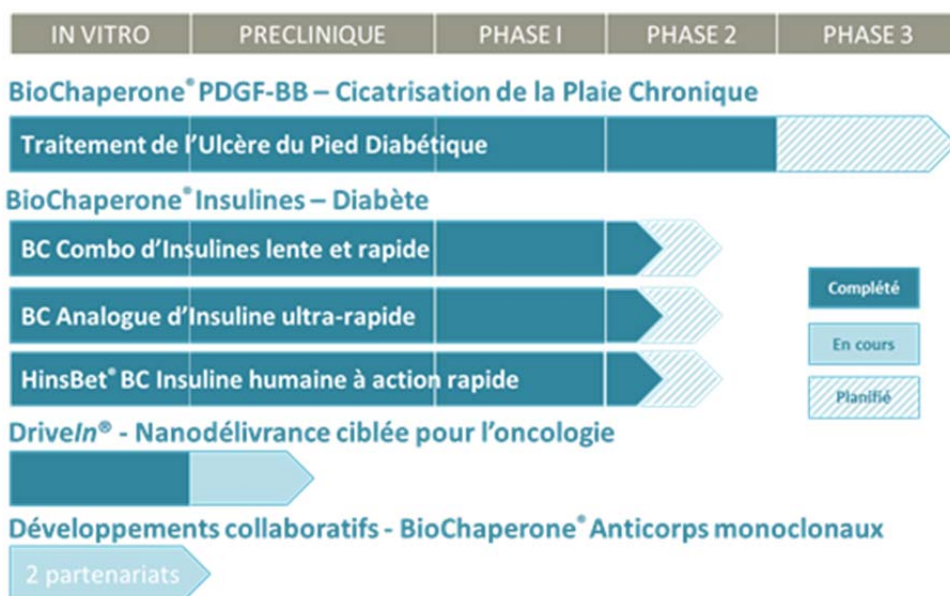 IN VITRO PRECLINIQUE PHASE I PHASE 2 PHASE 3
BioChaperone® PDGF-BB – Cicatrisation de la Plaie Chronique
Traitement de l'Ulcère du Pied Diabétique
BioChaperone® Insulines – Diabète
BC Combo d'Insulines lente et rapide
BC Analogue d'Insuline ultra-rapide
HinsBet® BC Insuline humaine à action rapide
Complété
En cours
Planifié
DriveIn® - Nanodélivrance ciblée pour l'oncologie
Développements collaboratifs - BioChaperone® Anticorps monoclonaux
2 partenariats